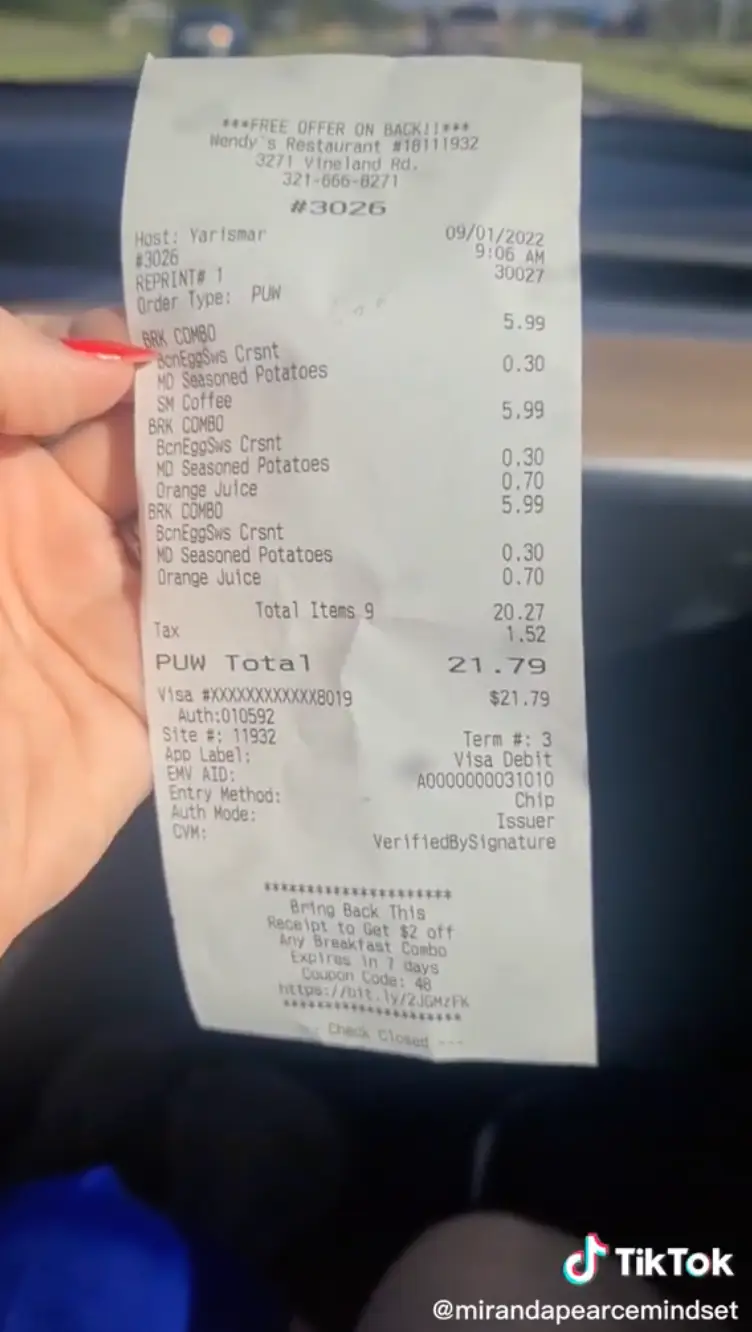 ***FREE OFFER ON BACK!!***
Wendy's Restaurant #18111932
3271 Vineland Rd.
321-666-8271
#3026
Host: Yarismar 09/01/2022
#3026 9:06 AM
REPRINT# 1 30027
Order Type: PUW
BRK COMBO 5.99
BcnEggSws Crsnt
MD Seasoned Potatoes 0.30
SM Coffee
BRK COMBO 5.99
BcnEggSws Crsnt
MD Seasoned Potatoes 0.30
Orange Juice 0.70
BRK COMBO 5.99
BcnEggSws Crsnt
MD Seasoned Potatoes 0.30
Orange Juice 0.70
Total Items 9 20.27
Tax 1.52
PUW Total 21.79
Visa #XXXXXXXXXXXX8019 $21.79
Auth:010592
Site #: 11932 Term #: 3
App Label: Visa Debit
EMV AID: A0000000031010
Entry Method: Chip
Auth Mode: Issuer
CVM: VerifiedBySignature
**********************
Bring Back This
Receipt to Get $2 off
Any Breakfast Combo
Expires in 7 days
Coupon Code: 48
https://bit.ly/2JGMzFK
**********************
--- Check Closed ---
TikTok
@mirandapearcemindset